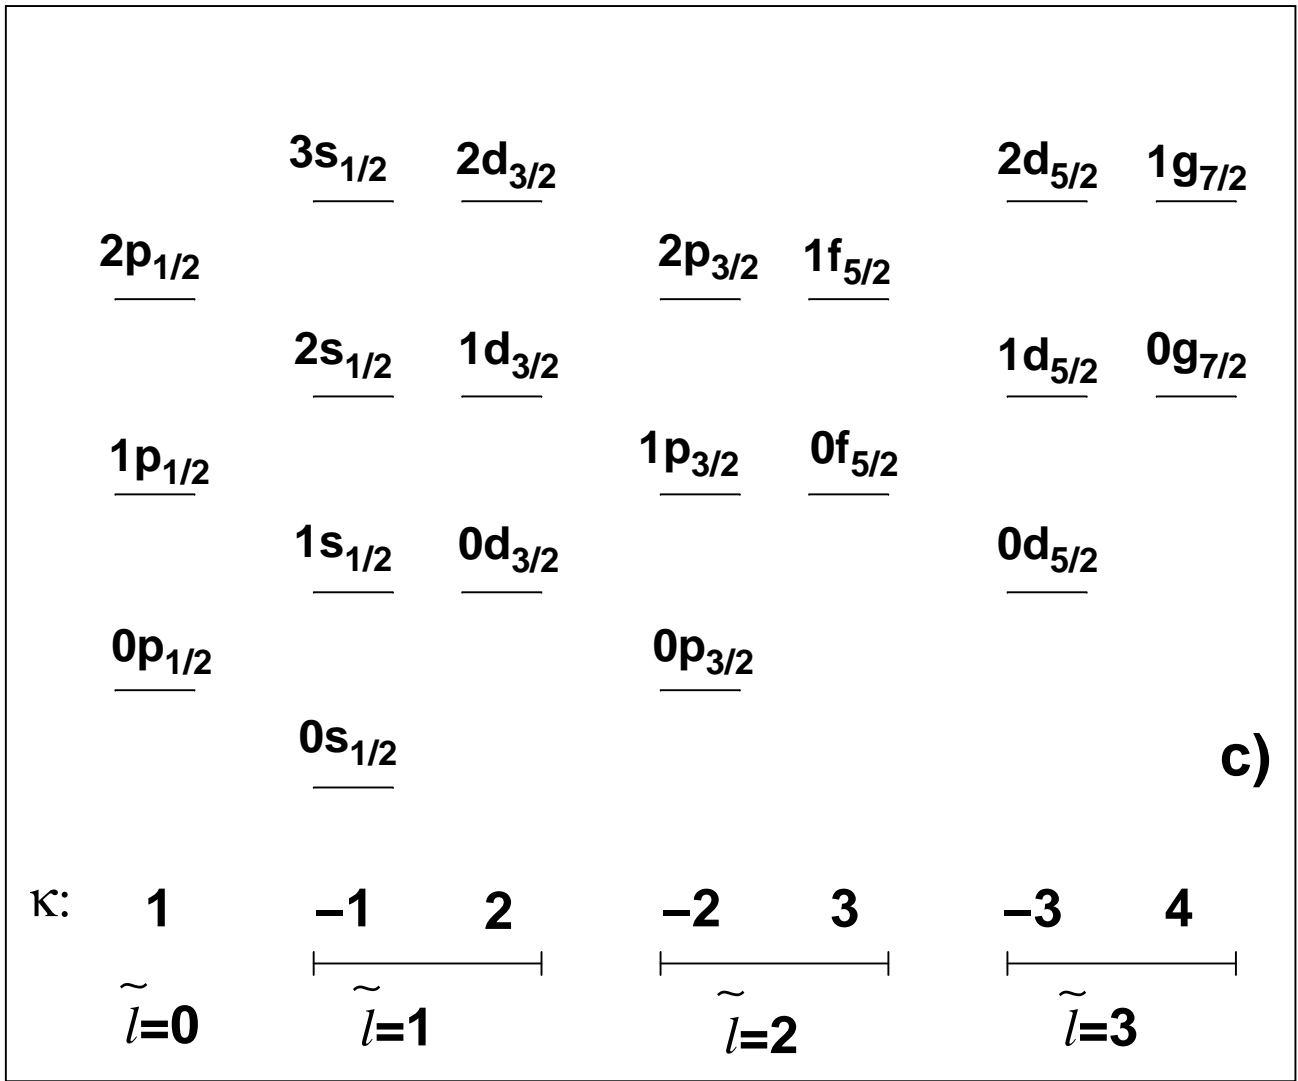 3s1/2 2d3/2 2d5/2 1g7/2
2p1/2 2p3/2 1f5/2
2s1/2 1d3/2 1d5/2 0g7/2
1p1/2 1p3/2 0f5/2
1s1/2 0d3/2 0d5/2
0p1/2 0p3/2
0s1/2
c)
κ: 1 –1 2 –2 3 –3 4
l̃=0 l̃=1 l̃=2 l̃=3